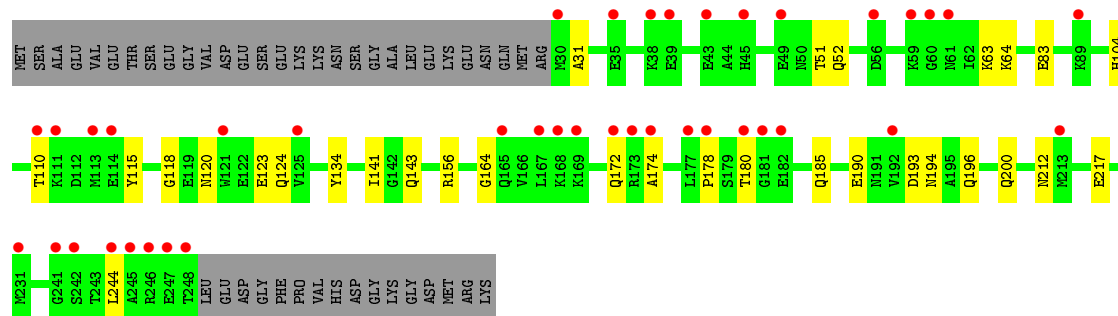 MET SER ALA GLU VAL GLU THR SER GLU GLY VAL ASP GLU SER GLU LYS LYS ASN SER GLY ALA LEU GLU LYS GLU ASN GLN MET ARG M30 A31 E35 K38 E39 E43 A44 H45 E49 N50 T51 Q52 D56 K59 G60 N61 I62 K63 K64 E83 K89 H104
T110 K111 D112 M113 E114 Y115 G118 E119 N120 W121 E122 E123 Q124 V125 Y134 I141 G142 Q143 R156 G164 Q165 V166 L167 K168 K169 Q172 R173 A174 L177 P178 S179 T180 G181 E182 Q185 E190 N191 V192 D193 N194 A195 Q196 Q200 N212 M213 E217
M231 G241 S242 T243 L244 A245 R246 E247 T248 LEU GLU ASP GLY PHE PRO VAL HIS ASP GLY LYS GLY ASP MET ARG LYS